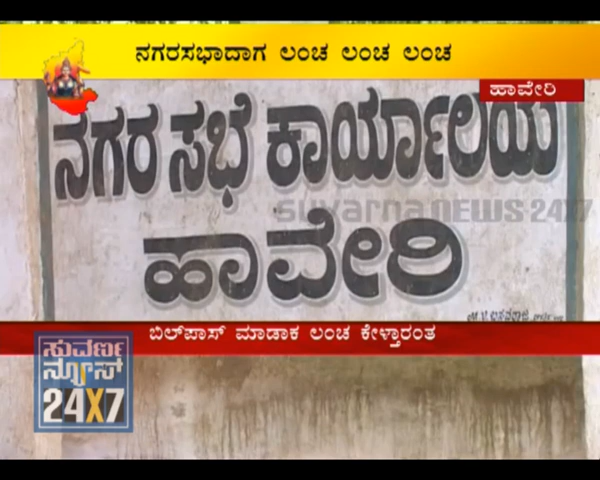 ನಗರಸಭಾದಾಗ ಲಂಚ ಲಂಚ ಲಂಚ
ಹಾವೇರಿ
ನಗರ ಸಭೆ ಕಾರ್ಯಾಲಯ
suvarna NEWS 24X7
ಹಾವೇರಿ
M.V.
ಬಿಲ್‌ಪಾಸ್ ಮಾಡಾಕ ಲಂಚ ಕೇಳ್ತಾರಂತ
ಸುವರ್ಣ
ನ್ಯೂಸ್
24X7